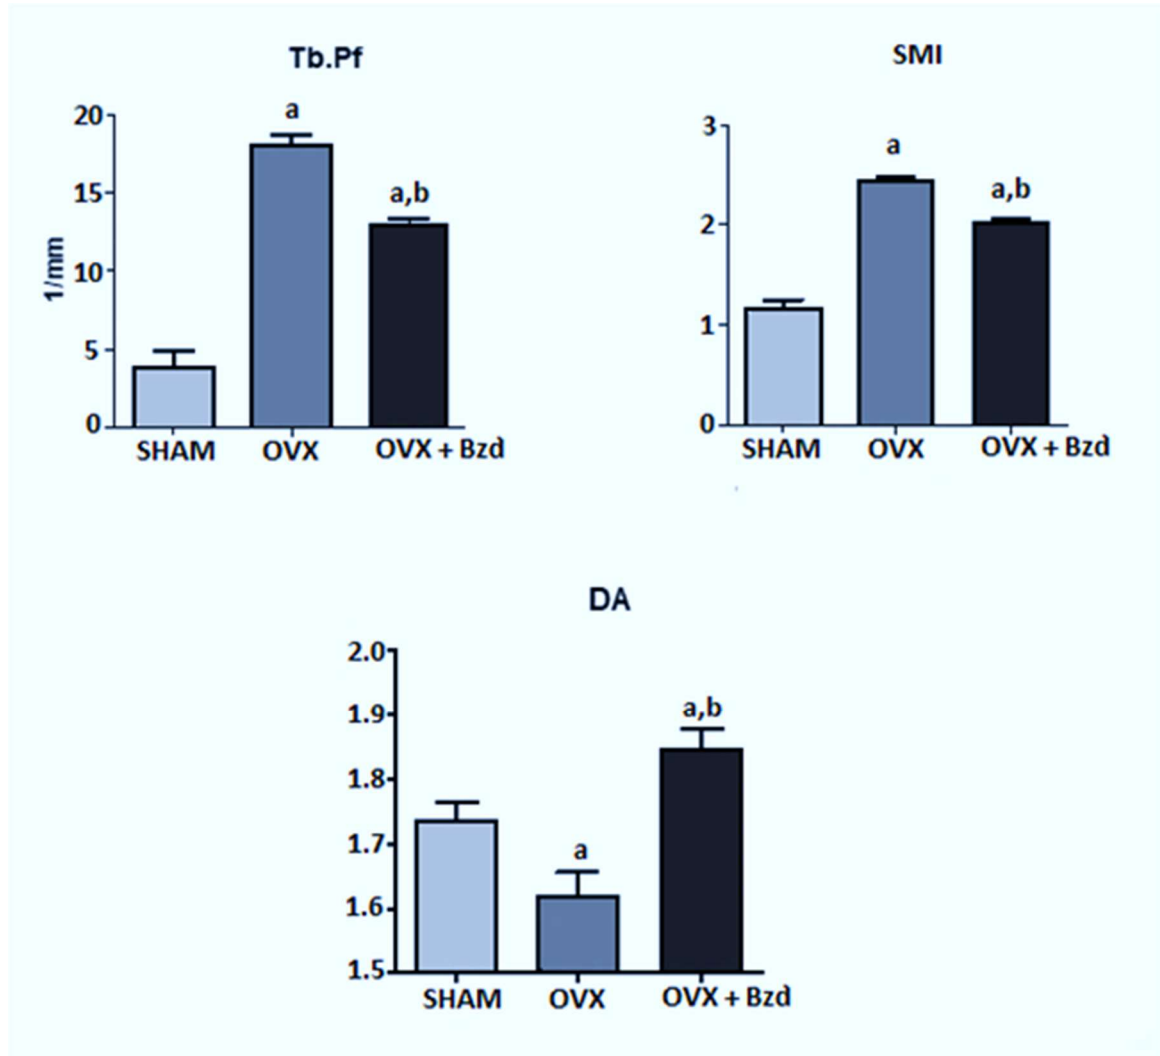 Tb.Pf
1/mm
20
15
10
5
0
a
a,b
SHAM OVX OVX + Bzd
SMI
3
2
1
0
a
a,b
SHAM OVX OVX + Bzd
DA
2.0
1.9
1.8
1.7
1.6
1.5
a
a,b
SHAM OVX OVX + Bzd